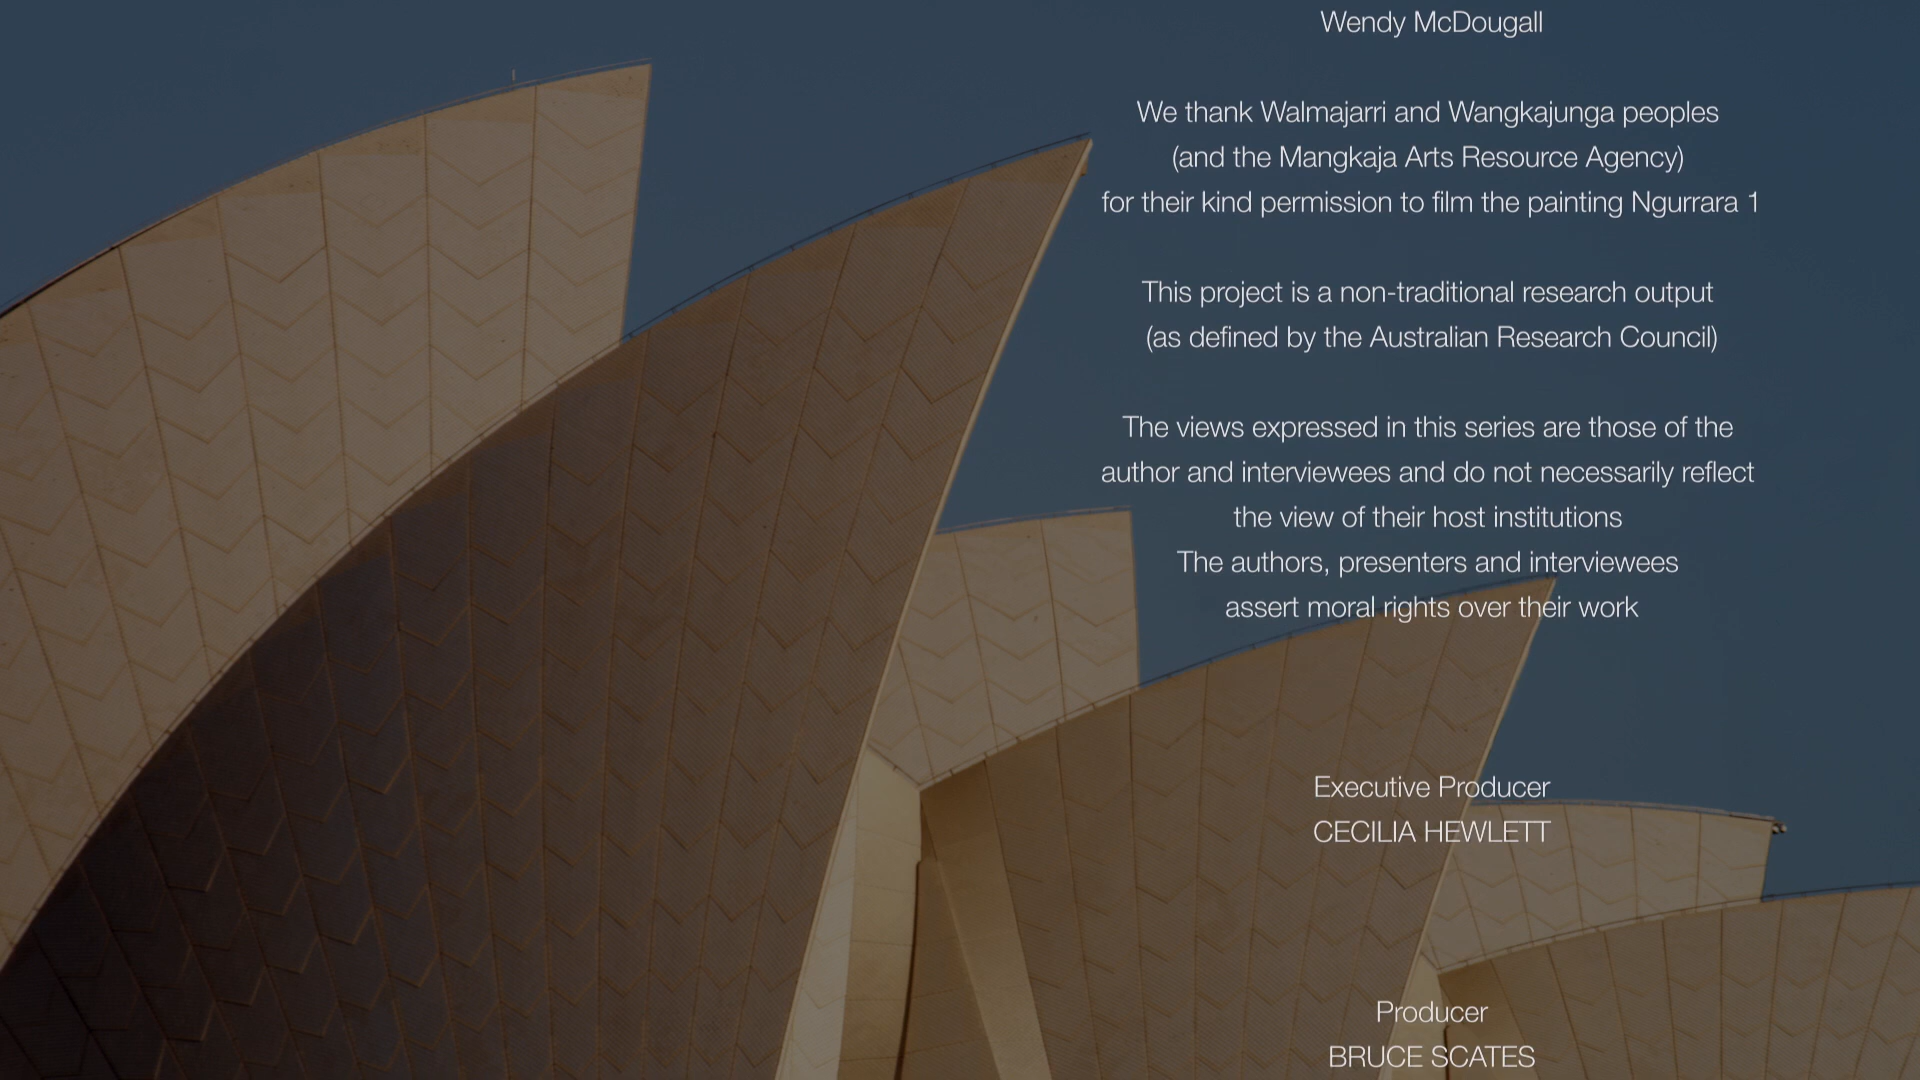 Wendy McDougall
We thank Walmajarri and Wangkajunga peoples
(and the Mangkaja Arts Resource Agency)
for their kind permission to film the painting Ngurrara 1
This project is a non-traditional research output
(as defined by the Australian Research Council)
The views expressed in this series are those of the
author and interviewees and do not necessarily reflect
the view of their host institutions
The authors, presenters and interviewees
assert moral rights over their work
Executive Producer
CECILIA HEWLETT
Producer
BRUCE SCATES